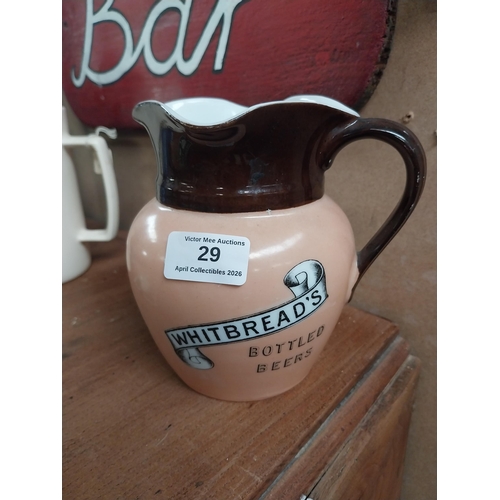 Bar
Victor Mee Auctions
29
April Collectibles 2026
WHITBREAD'S
BOTTLED
BEERS